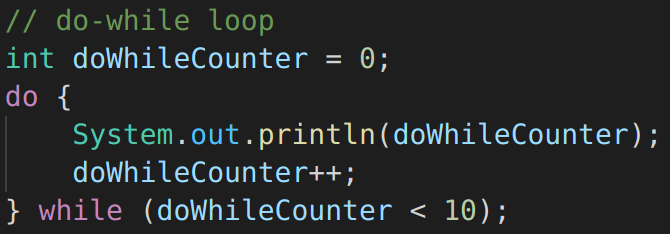 // do-while loop
int doWhileCounter = 0;
do {
    System.out.println(doWhileCounter);
    doWhileCounter++;
} while (doWhileCounter < 10);